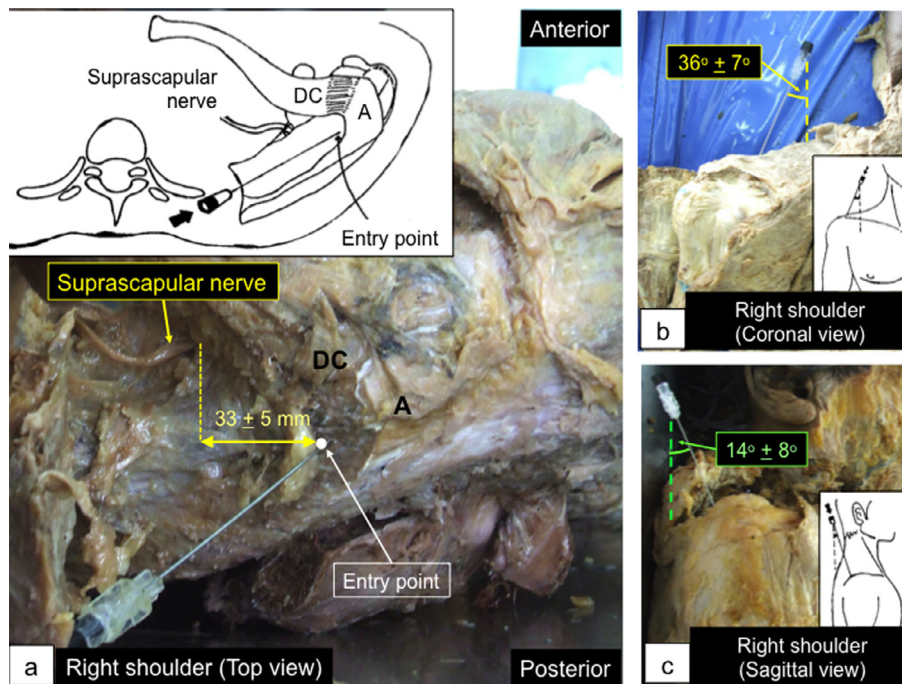 Anterior
Suprascapular
nerve
DC
A
Entry point
Suprascapular nerve
DC
A
33 ± 5 mm
Entry point
a
Right shoulder (Top view)
Posterior
36° ± 7°
b
Right shoulder
(Coronal view)
14° ± 8°
c
Right shoulder
(Sagittal view)